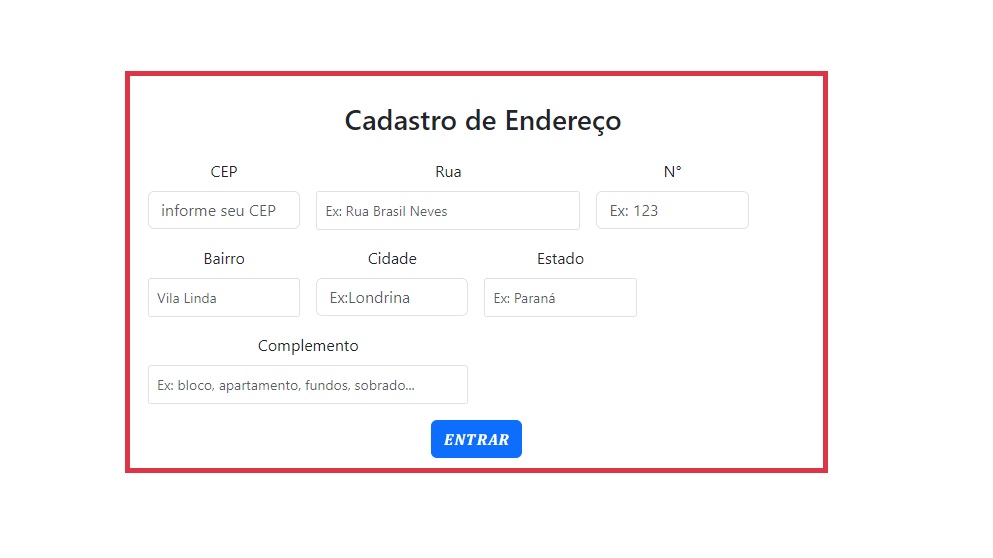 Cadastro de Endereço
CEP Rua N°
informe seu CEP Ex: Rua Brasil Neves Ex: 123
Bairro Cidade Estado
Vila Linda Ex:Londrina Ex: Paraná
Complemento
Ex: bloco, apartamento, fundos, sobrado...
ENTRAR